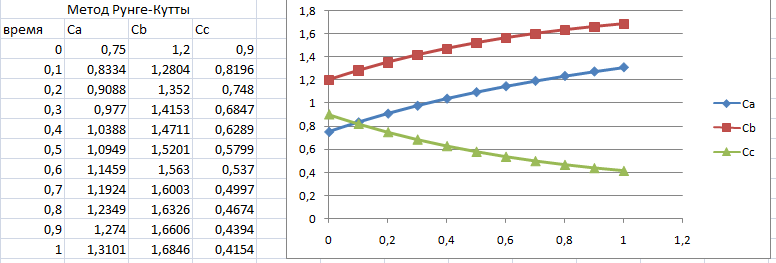 Метод Рунге-Кутты
время Ca Cb Cc
0 0,75 1,2 0,9
0,1 0,8334 1,2804 0,8196
0,2 0,9088 1,352 0,748
0,3 0,977 1,4153 0,6847
0,4 1,0388 1,4711 0,6289
0,5 1,0949 1,5201 0,5799
0,6 1,1459 1,563 0,537
0,7 1,1924 1,6003 0,4997
0,8 1,2349 1,6326 0,4674
0,9 1,274 1,6606 0,4394
1 1,3101 1,6846 0,4154
1,8
1,6
1,4
1,2
1
0,8
0,6
0,4
0,2
0
0 0,2 0,4 0,6 0,8 1 1,2
Ca
Cb
Cc